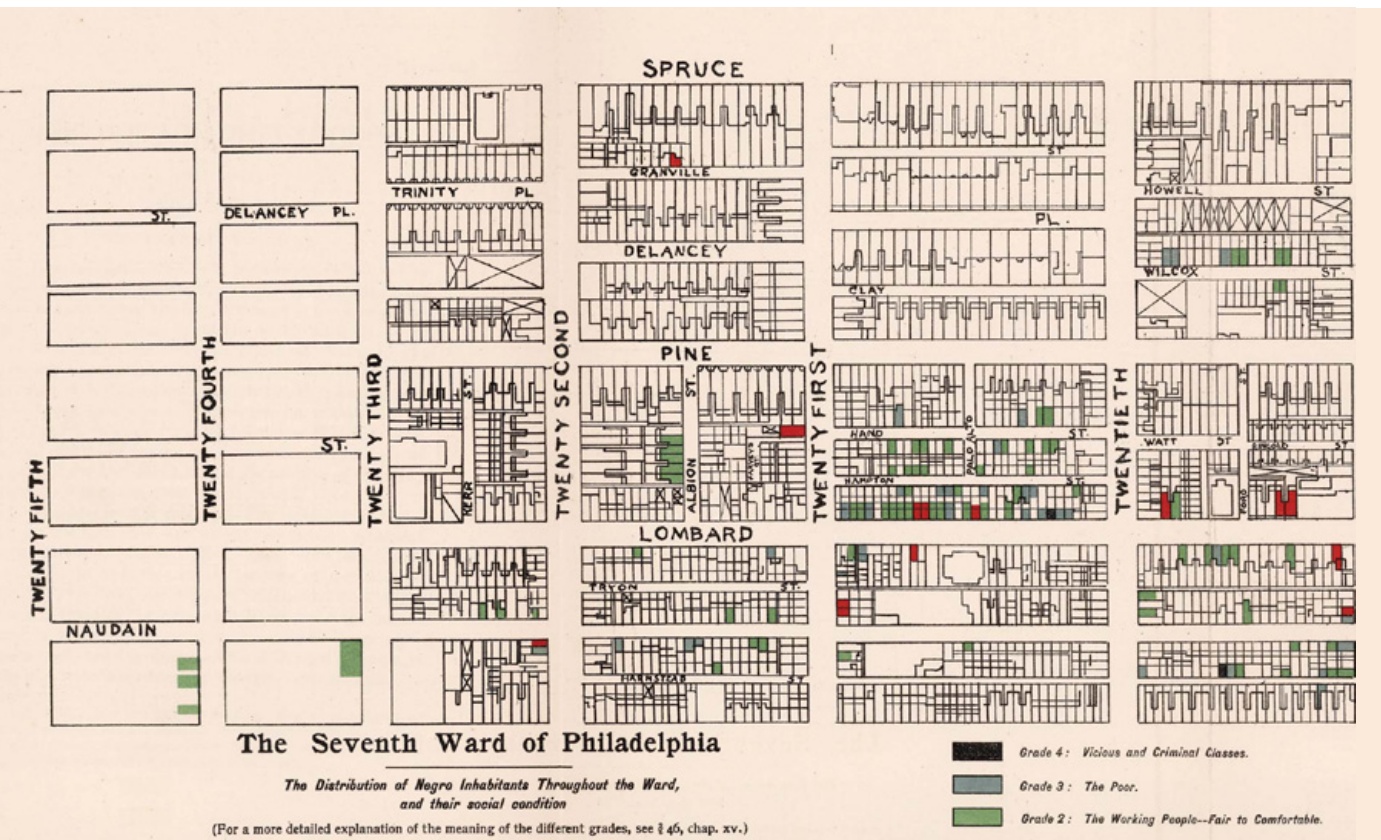 SPRUCE
ST
GRANVILLE
TRINITY PL
HOWELL ST
ST. DELANCEY PL.
PL.
DELANCEY
WILCOX ST.
CLAY
PINE
TWENTY FIFTH
TWENTY FOURTH
TWENTY THIRD
TWENTY SECOND
TWENTY FIRST
TWENTIETH
ST.
ST.
ST.
HAND ST.
WATT ST
ST
ST.
PALO ALTO
KERR
ALBION
HAMPTON ST.
FORD
LOMBARD
TRYON ST.
NAUDAIN
HARMSTEAD ST
The Seventh Ward of Philadelphia
The Distribution of Negro Inhabitants Throughout the Ward,
and their social condition
(For a more detailed explanation of the meaning of the different grades, see § 46, chap. xv.)
Grade 4: Vicious and Criminal Classes.
Grade 3: The Poor.
Grade 2: The Working People--Fair to Comfortable.